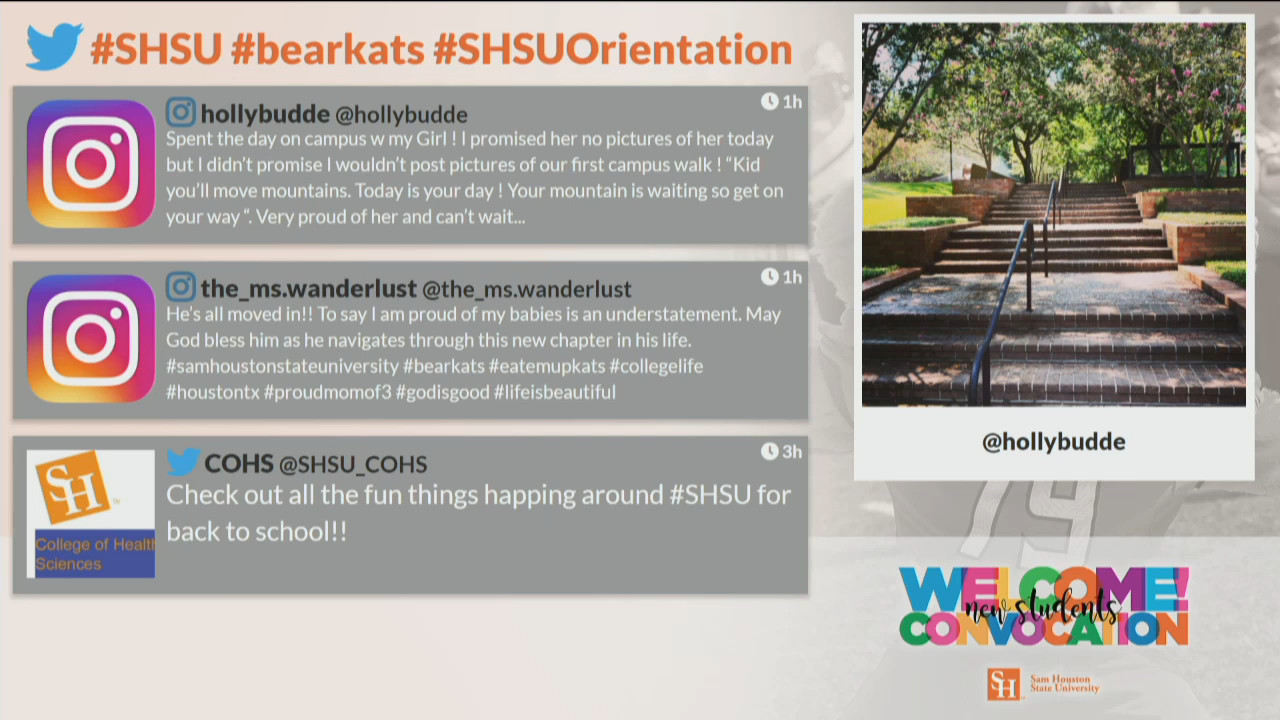 #SHSU #bearkats #SHSUOrientation
hollybudde @hollybudde
1h
Spent the day on campus w my Girl ! I promised her no pictures of her today
but I didn't promise I wouldn't post pictures of our first campus walk ! “Kid
you'll move mountains. Today is your day ! Your mountain is waiting so get on
your way “. Very proud of her and can't wait...
the_ms.wanderlust @the_ms.wanderlust
1h
He's all moved in!! To say I am proud of my babies is an understatement. May
God bless him as he navigates through this new chapter in his life.
#samhoustonstateuniversity #bearkats #eatemupkats #collegelife
#houstontx #proudmomof3 #godisgood #lifeisbeautiful
SH
College of Health
Sciences
COHS @SHSU_COHS
3h
Check out all the fun things happing around #SHSU for
back to school!!
@hollybudde
79
WELCOME!
new students
CONVOCATION
SH
Sam Houston
State University